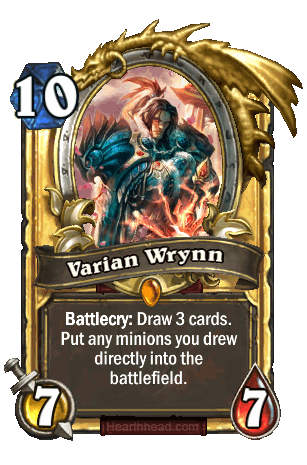 10
Varian Wrynn
Battlecry: Draw 3 cards.
Put any minions you drew
directly into the
battlefield.
7
7
Hearthhead.com